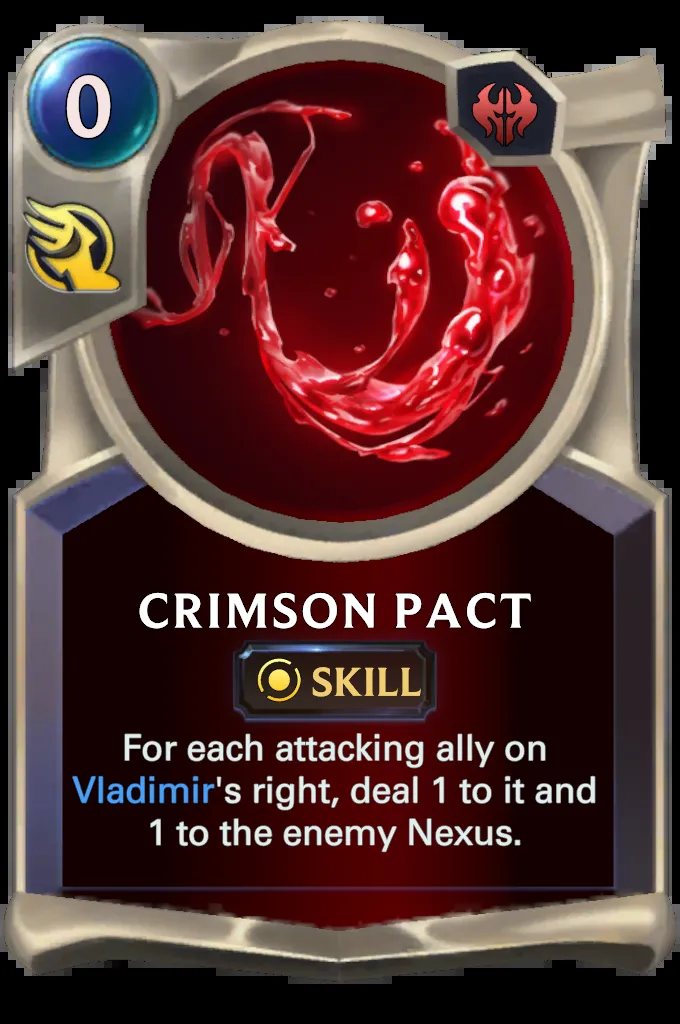 0
CRIMSON PACT
SKILL
For each attacking ally on
Vladimir's right, deal 1 to it and
1 to the enemy Nexus.